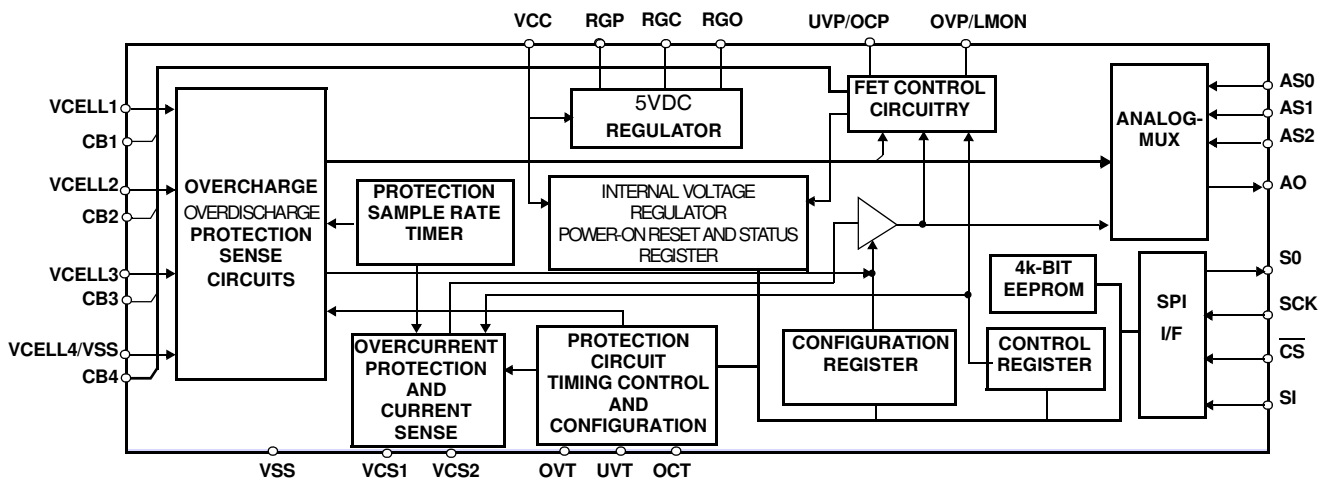 VCC RGP RGC RGO UVP/OCP OVP/LMON
VCELL1
CB1
VCELL2
CB2
VCELL3
CB3
VCELL4/VSS
CB4
OVERCHARGE
OVERDISCHARGE
PROTECTION
SENSE
CIRCUITS
5VDC
REGULATOR
FET CONTROL
CIRCUITRY
ANALOG-
MUX
AS0
AS1
AS2
AO
PROTECTION
SAMPLE RATE
TIMER
INTERNAL VOLTAGE
REGULATOR
POWER-ON RESET AND STATUS
REGISTER
4k-BIT
EEPROM
SPI
I/F
S0
SCK
CS
SI
OVERCURRENT
PROTECTION
AND
CURRENT
SENSE
PROTECTION
CIRCUIT
TIMING CONTROL
AND
CONFIGURATION
CONFIGURATION
REGISTER
CONTROL
REGISTER
VSS VCS1 VCS2 OVT UVT OCT